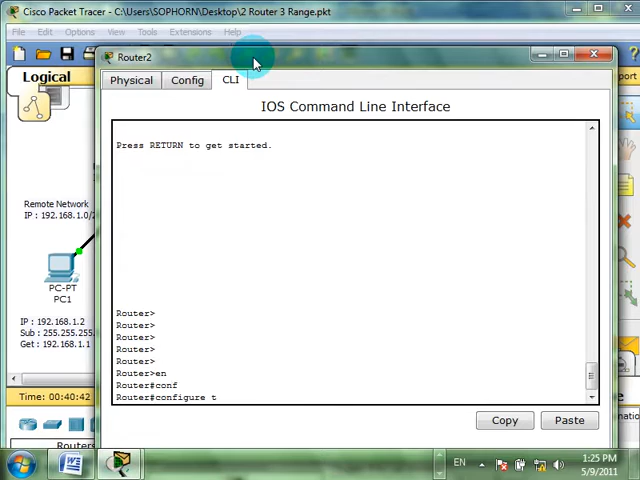 Cisco Packet Tracer - C:\Users\SOPHORN\Desktop\2 Router 3 Range.pkt
File Edit Options View Tools Extensions Help
Logical
Router2
port
Physical Config CLI
IOS Command Line Interface
Press RETURN to get started.
Remote Network
IP : 192.168.1.0/2
PC-PT
PC1
IP : 192.168.1.2
Sub : 255.255.255.
Get : 192.168.1.1
Router>
Router>
Router>
Router>
Router>
Router>en
Router#conf
Router#configure t
Time: 00:40:42
Copy Paste
Routers
EN
1:25 PM
5/9/2011